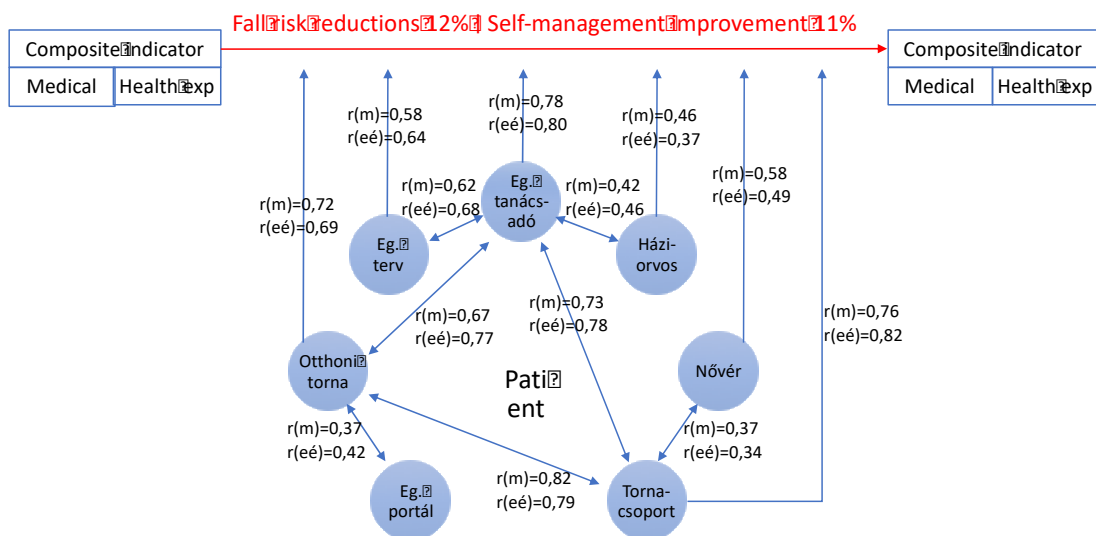 Fall risk reductions 12% | Self-management improvement 11%
Composite indicator
Medical
Health exp
Composite indicator
Medical
Health exp
r(m)=0,58
r(eé)=0,64
r(m)=0,78
r(eé)=0,80
r(m)=0,46
r(eé)=0,37
r(m)=0,72
r(eé)=0,69
r(m)=0,62
r(eé)=0,68
Eg.
tanács-
adó
r(m)=0,42
r(eé)=0,46
r(m)=0,58
r(eé)=0,49
Eg.
terv
Házi-
orvos
r(m)=0,67
r(eé)=0,77
r(m)=0,73
r(eé)=0,78
r(m)=0,76
r(eé)=0,82
Otthoni
torna
Pati
ent
Nővér
r(m)=0,37
r(eé)=0,42
r(m)=0,37
r(eé)=0,34
Eg.
portál
r(m)=0,82
r(eé)=0,79
Torna-
csoport